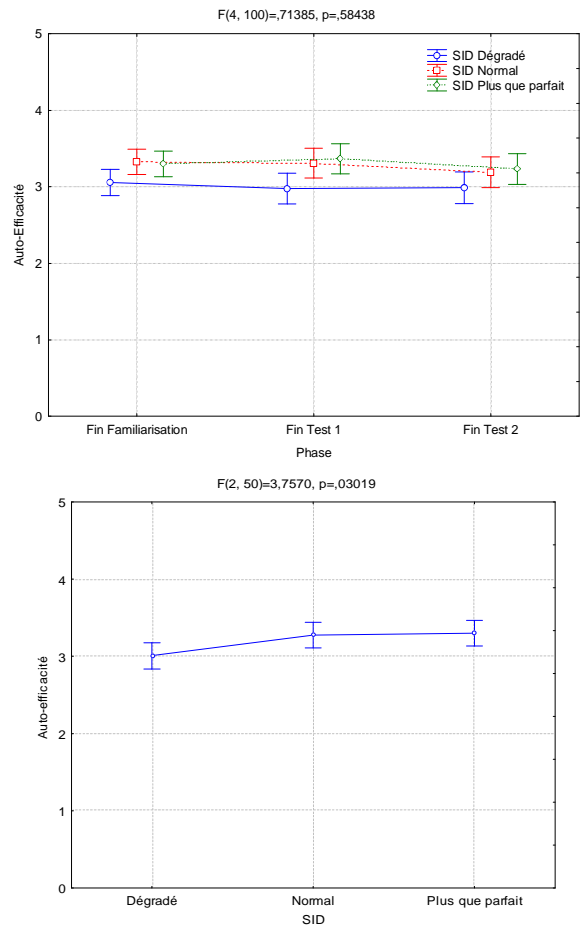 F(4, 100)=,71385, p=,58438
5
SID Dégradé
SID Normal
SID Plus que parfait
4
3
2
1
0
Auto-Efficacité
Fin Familiarisation Fin Test 1 Fin Test 2
Phase
F(2, 50)=3,7570, p=,03019
5
4
3
2
1
0
Auto-efficacité
Dégradé Normal Plus que parfait
SID